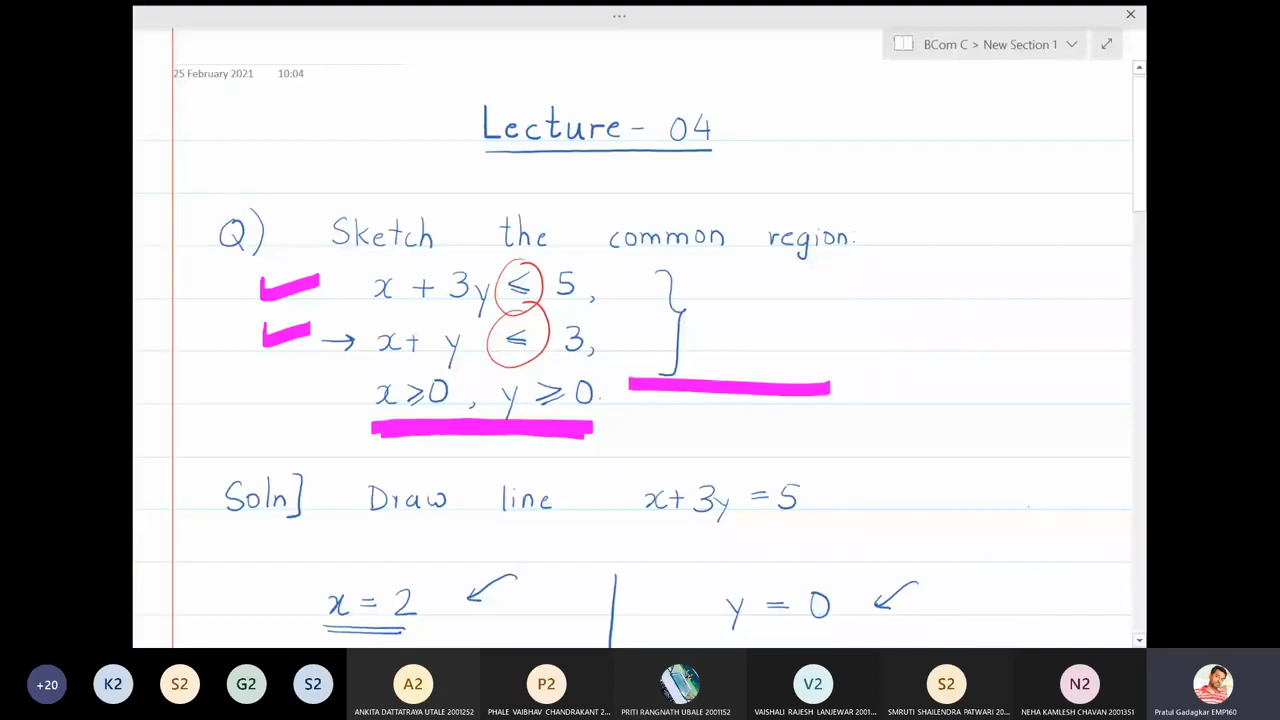 BCom C > New Section 1
25 February 2021 10:04
Lecture - 04
Q) Sketch the common region.
x + 3y ≤ 5,
→ x + y ≤ 3,
x ≥ 0, y ≥ 0.
Soln] Draw line x + 3y = 5
x = 2 y = 0
+20 K2 S2 G2 S2 A2 P2 V2 S2 N2
ANKITA DATTATRAYA UTALE 2001252 PHALE VAIBHAV CHANDRAKANT 2... PRITI RANGNATH UBALE 2001152 VAISHALI RAJESH LANJEWAR 2001... SMRUTI SHAILENDRA PATWARI 20... NEHA KAMLESH CHAVAN 2001351 Pratul Gadagkar EMP160